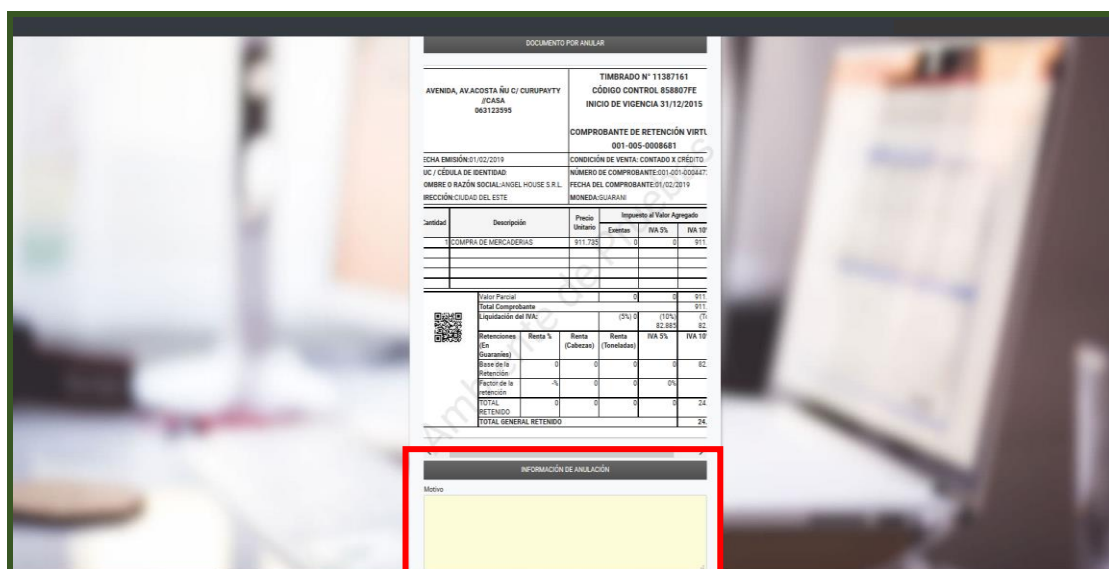 DOCUMENTO POR ANULAR
AVENIDA, AV.ACOSTA ÑU C/ CURUPAYTY
//CASA
063123595
TIMBRADO N° 11387161
CÓDIGO CONTROL 858807FE
INICIO DE VIGENCIA 31/12/2015
COMPROBANTE DE RETENCIÓN VIRTU
001-005-0008681
ECHA EMISIÓN:01/02/2019 CONDICIÓN DE VENTA: CONTADO X CRÉDITO
UC / CÉDULA DE IDENTIDAD NÚMERO DE COMPROBANTE:001-001-000447
OMBRE O RAZÓN SOCIAL:ANGEL HOUSE S.R.L. FECHA DEL COMPROBANTE:01/02/2019
IRECCIÓN:CIUDAD DEL ESTE MONEDA:GUARANI
Cantidad Descripción Precio Unitario Impuesto al Valor Agregado
Exentas IVA 5% IVA 10
1 COMPRA DE MERCADERIAS 911.735 0 0 911.
Valor Parcial 0 0 911.
Total Comprobante 911.
Liquidación del IVA: (5%) 0 (10%) 82.885 82.
Retenciones (En Guaraníes) Renta % Renta (Cabezas) Renta (Toneladas) IVA 5% IVA 10
Base de la Retención 0 0 0 0 82.
Factor de la retención -% 0 0 0%
TOTAL RETENIDO 0 0 0 0 24.
TOTAL GENERAL RETENIDO 24.
Ambiente de Pruebas
INFORMACIÓN DE ANULACIÓN
Motivo